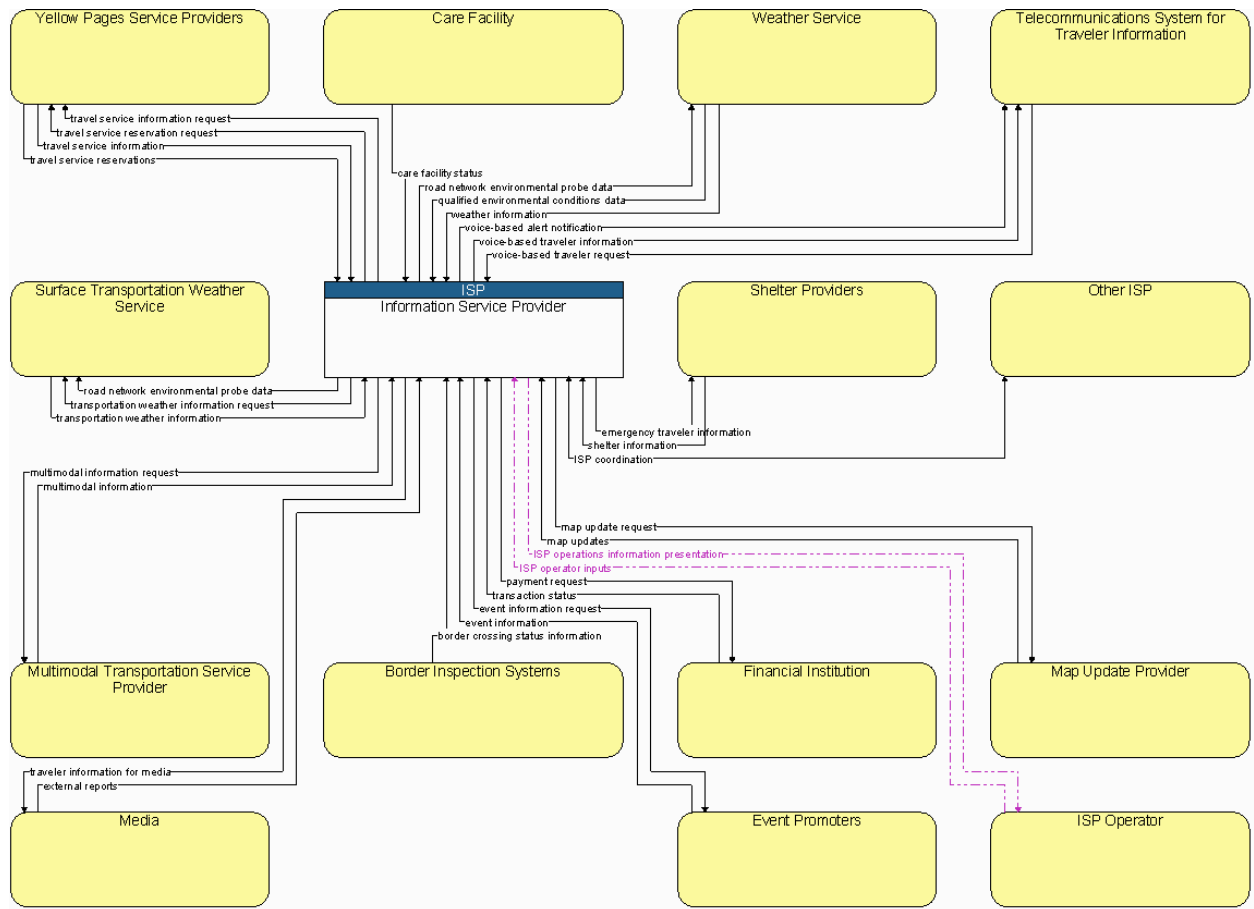 Yellow Pages Service Providers
Care Facility
Weather Service
Telecommunications System for
Traveler Information
travel service information request
travel service reservation request
travel service information
travel service reservations
care facility status
road network environmental probe data
qualified environmental conditions data
weather information
voice-based alert notification
voice-based traveler information
voice-based traveler request
Surface Transportation Weather
Service
ISP
Information Service Provider
Shelter Providers
Other ISP
road network environmental probe data
transportation weather information request
transportation weather information
emergency traveler information
shelter information
ISP coordination
multimodal information request
multimodal information
map update request
map updates
ISP operations information presentation
ISP operator inputs
payment request
transaction status
event information request
event information
border crossing status information
Multimodal Transportation Service
Provider
Border Inspection Systems
Financial Institution
Map Update Provider
traveler information for media
external reports
Media
Event Promoters
ISP Operator